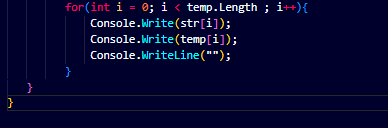 for(int i = 0; i < temp.Length ; i++){
Console.Write(str[i]);
Console.Write(temp[i]);
Console.WriteLine("");
}
}
}